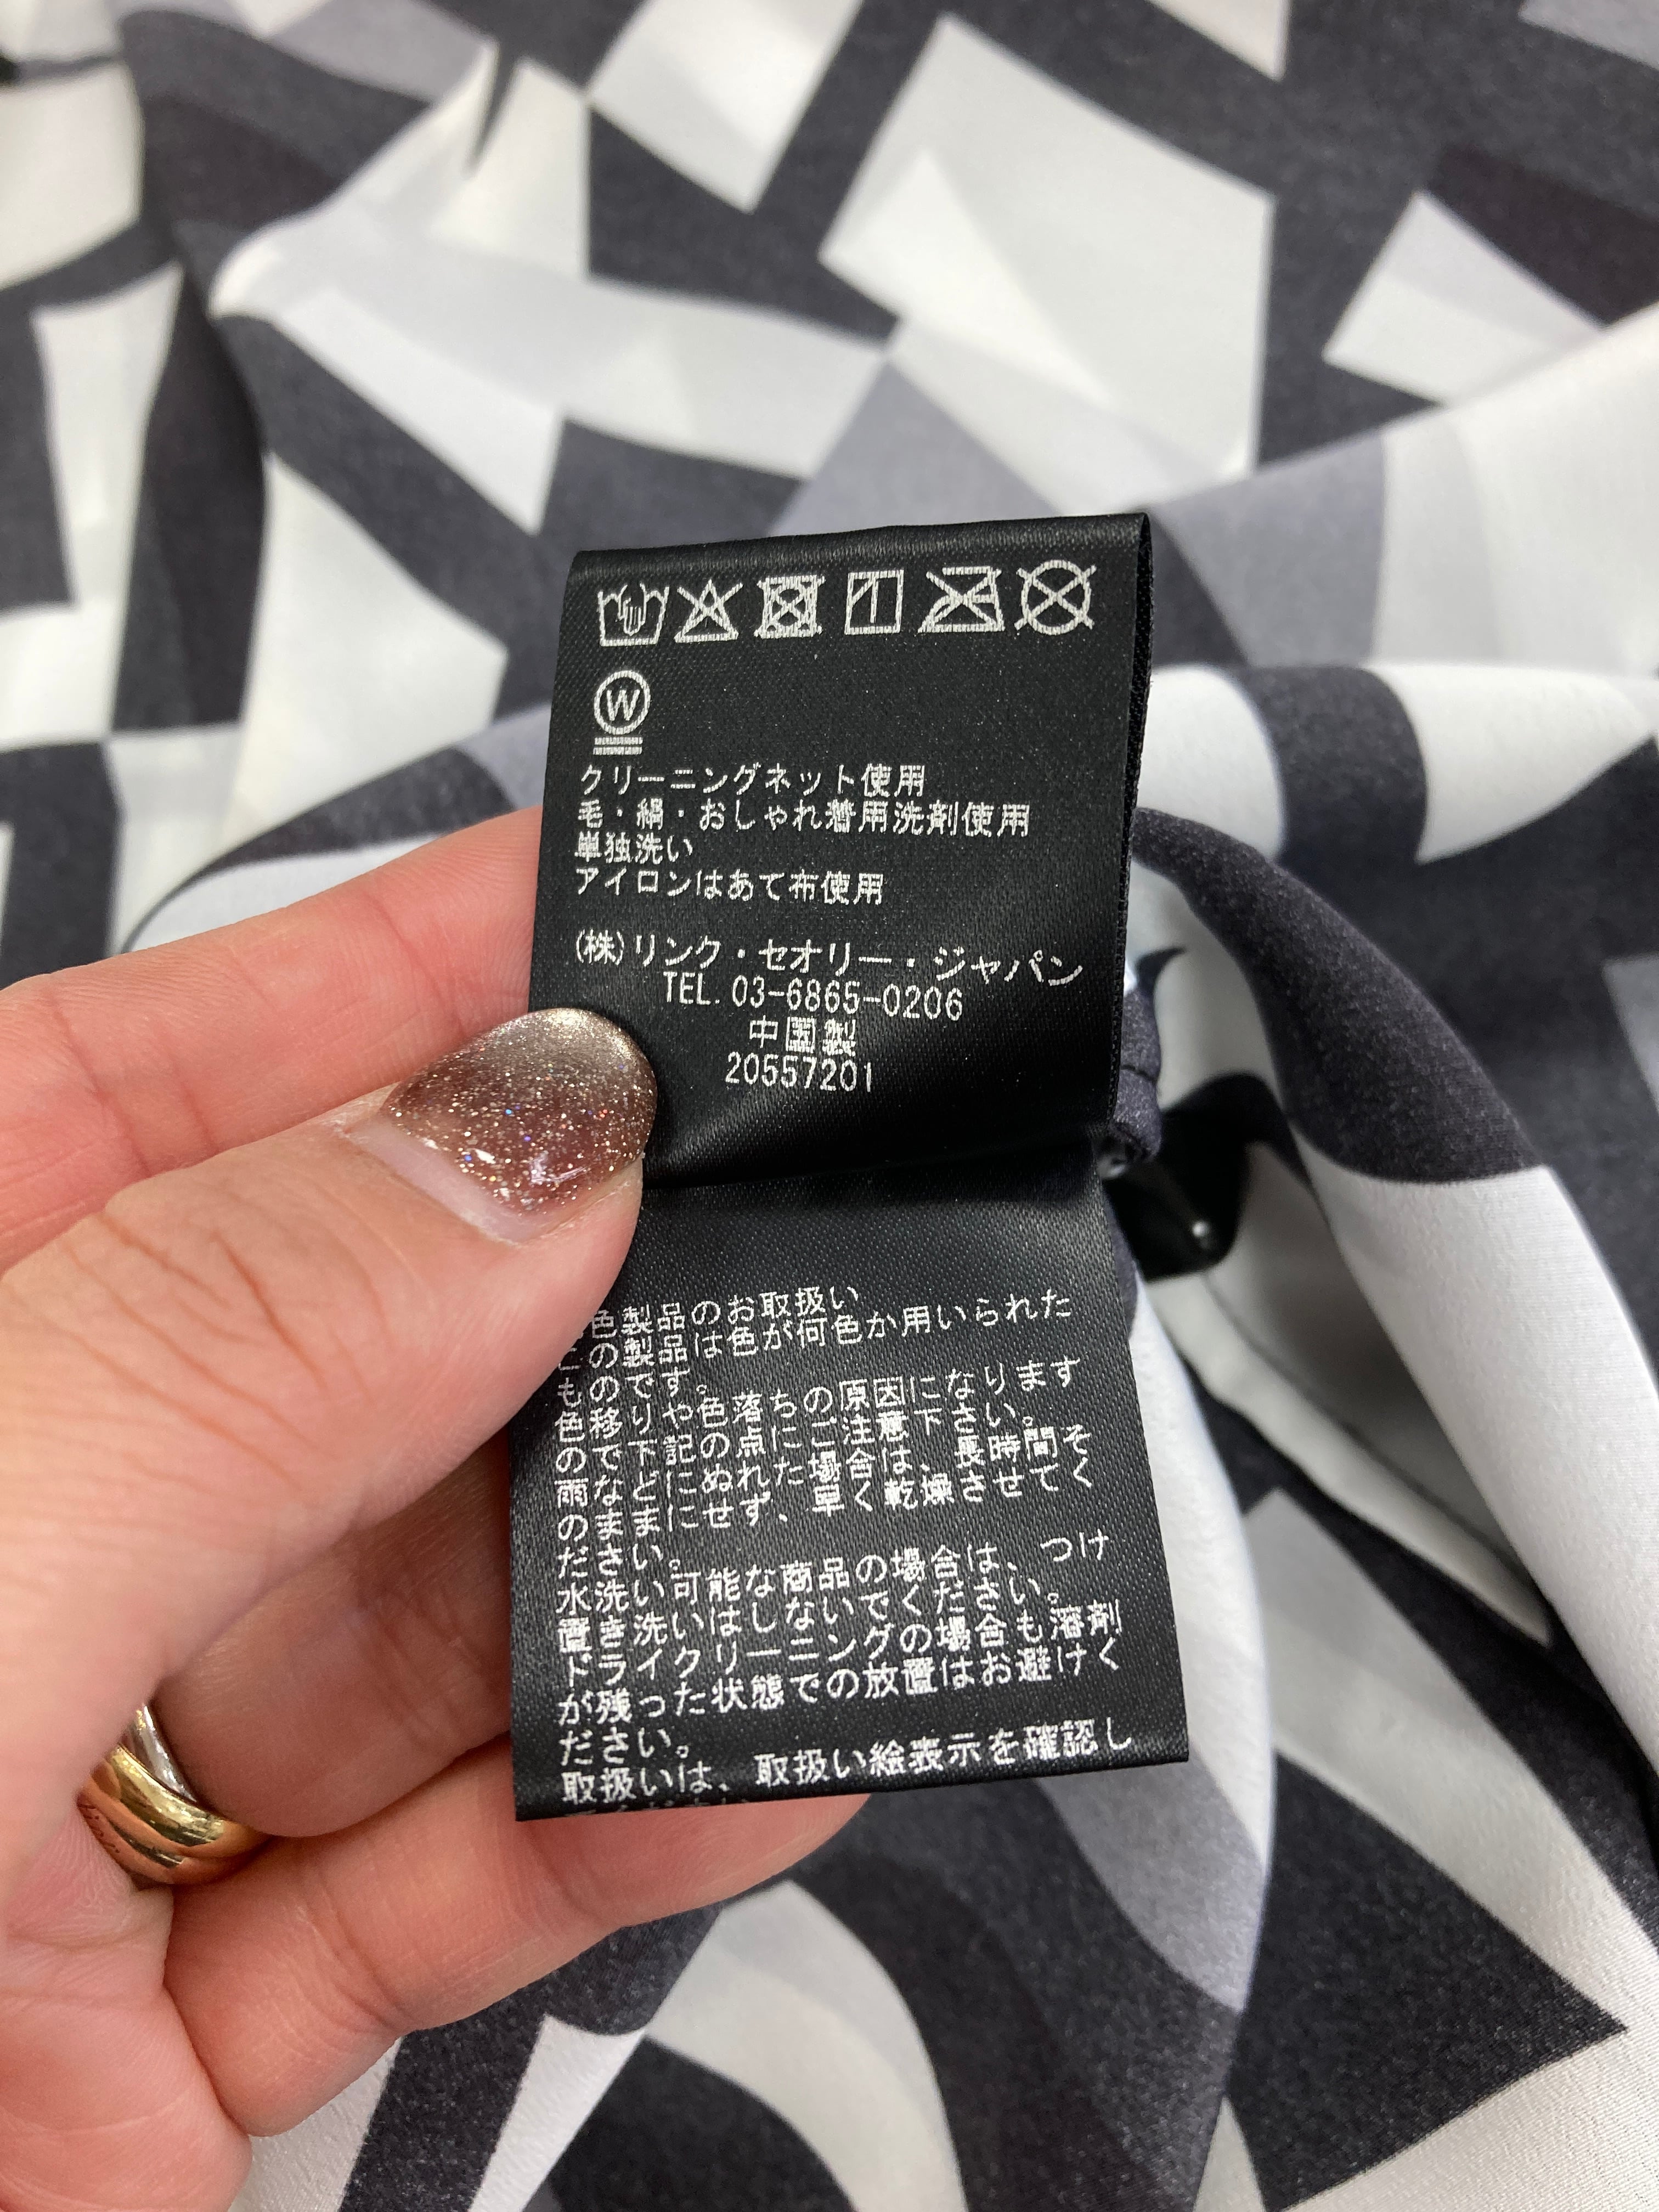 W
クリーニングネット使用
毛・絹・おしゃれ着用洗剤使用
単独洗い
アイロンはあて布使用
(株)リンク・セオリー・ジャパン
TEL.03-6865-0206
中国製
20557201
色製品のお取扱い
この製品は色が何色か用いられた
ものです。
色移りや色落ちの原因になります
ので下記の点にご注意下さい。
雨などにぬれた場合は、長時間そ
のままにせず、早く乾燥させてく
ださい。
水洗い可能な商品の場合は、つけ
置き洗いはしないでください。
ドライクリーニングの場合も溶剤
が残った状態での放置はお避けく
ださい。
取扱いは、取扱い絵表示を確認し